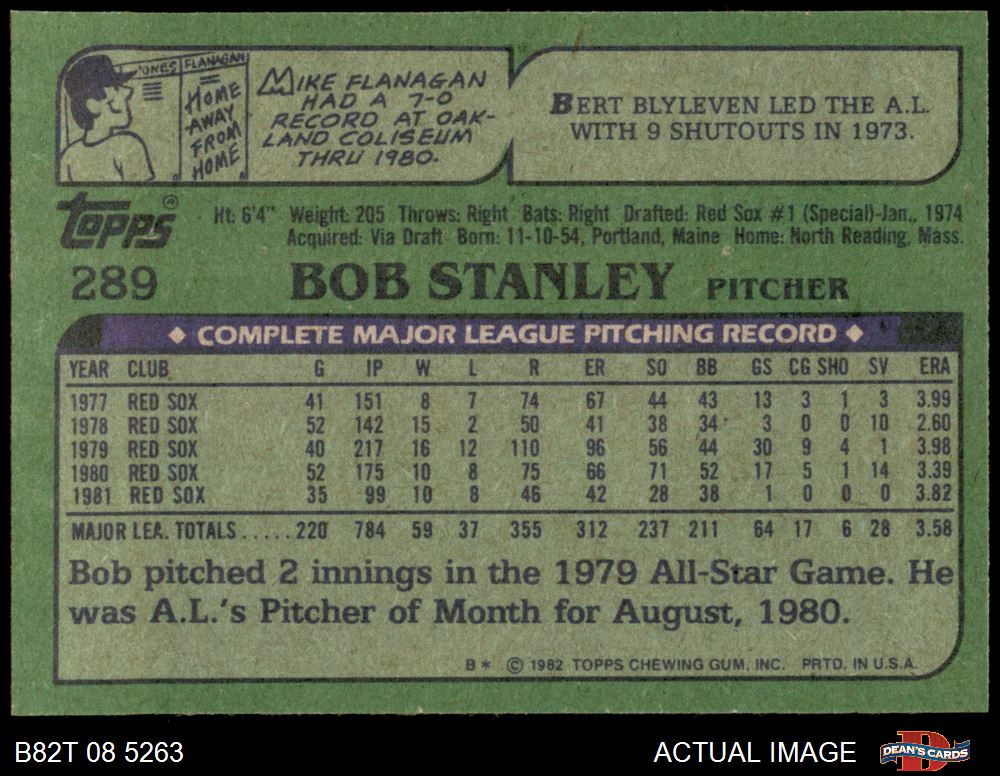 ONES FLANAGAN
HOME
AWAY
FROM
HOME
MIKE FLANAGAN
HAD A 7-0
RECORD AT OAK-
LAND COLISEUM
THRU 1980.
BERT BLYLEVEN LED THE A.L.
WITH 9 SHUTOUTS IN 1973.
TOPPS®
Ht: 6'4" Weight: 205 Throws: Right Bats: Right Drafted: Red Sox #1 (Special)-Jan., 1974
Acquired: Via Draft Born: 11-10-54, Portland, Maine Home: North Reading, Mass.
289 BOB STANLEY PITCHER
◆ COMPLETE MAJOR LEAGUE PITCHING RECORD ◆
YEAR CLUB G IP W L R ER SO BB GS CG SHO SV ERA
1977 RED SOX 41 151 8 7 74 67 44 43 13 3 1 3 3.99
1978 RED SOX 52 142 15 2 50 41 38 34 3 0 0 10 2.60
1979 RED SOX 40 217 16 12 110 96 56 44 30 9 4 1 3.98
1980 RED SOX 52 175 10 8 75 66 71 52 17 5 1 14 3.39
1981 RED SOX 35 99 10 8 46 42 28 38 1 0 0 0 3.82
MAJOR LEA. TOTALS.....220 784 59 37 355 312 237 211 64 17 6 28 3.58
Bob pitched 2 innings in the 1979 All-Star Game. He
was A.L.'s Pitcher of Month for August, 1980.
B* © 1982 TOPPS CHEWING GUM, INC. PRTD. IN U.S.A.
B82T 08 5263 ACTUAL IMAGE D DEAN'S CARDS